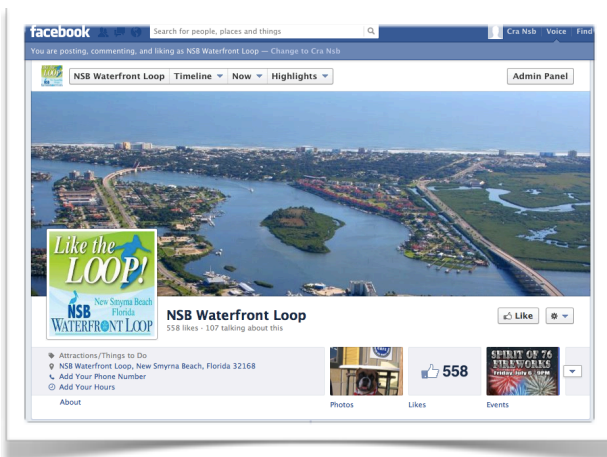 facebook Search for people, places and things Cra Nsb Voice Find
You are posting, commenting, and liking as NSB Waterfront Loop — Change to Cra Nsb
NSB Waterfront Loop Timeline Now Highlights Admin Panel
Like the
LOOP!
NSB New Smyrna Beach
Florida
WATERFRONT LOOP
NSB Waterfront Loop
558 likes · 107 talking about this
Like
Attractions/Things to Do
NSB Waterfront Loop, New Smyrna Beach, Florida 32168
Add Your Phone Number
Add Your Hours
About
558
SPIRIT OF 76
FIREWORKS
Friday July 6 9PM
Photos Likes Events